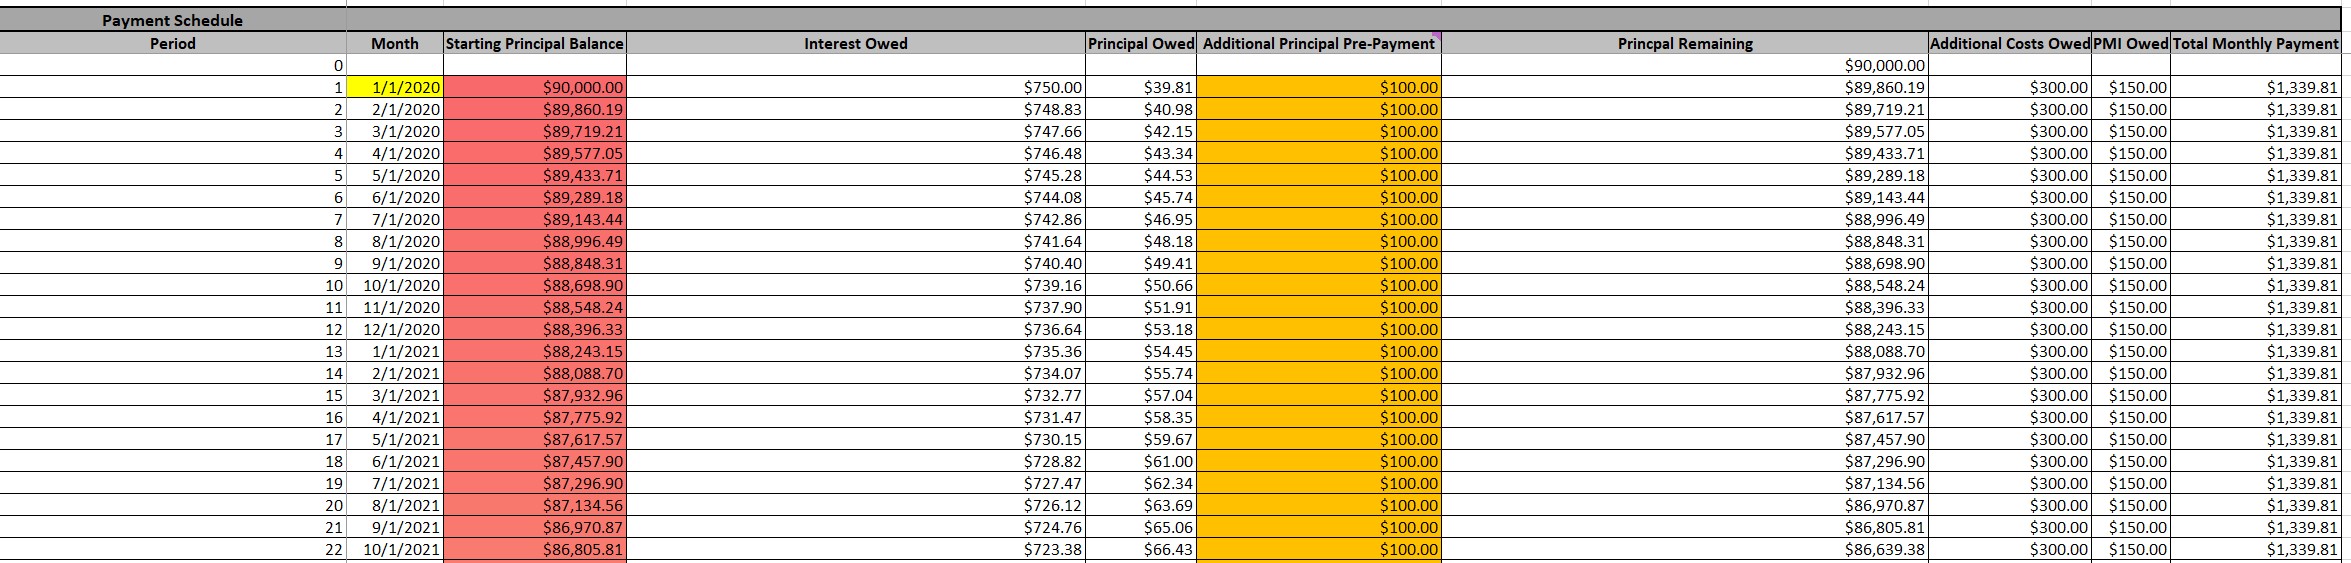 Payment Schedule
Period Month Starting Principal Balance Interest Owed Principal Owed Additional Principal Pre-Payment Princpal Remaining Additional Costs Owed PMI Owed Total Monthly Payment
0 $90,000.00
1 1/1/2020 $90,000.00 $750.00 $39.81 $100.00 $89,860.19 $300.00 $150.00 $1,339.81
2 2/1/2020 $89,860.19 $748.83 $40.98 $100.00 $89,719.21 $300.00 $150.00 $1,339.81
3 3/1/2020 $89,719.21 $747.66 $42.15 $100.00 $89,577.05 $300.00 $150.00 $1,339.81
4 4/1/2020 $89,577.05 $746.48 $43.34 $100.00 $89,433.71 $300.00 $150.00 $1,339.81
5 5/1/2020 $89,433.71 $745.28 $44.53 $100.00 $89,289.18 $300.00 $150.00 $1,339.81
6 6/1/2020 $89,289.18 $744.08 $45.74 $100.00 $89,143.44 $300.00 $150.00 $1,339.81
7 7/1/2020 $89,143.44 $742.86 $46.95 $100.00 $88,996.49 $300.00 $150.00 $1,339.81
8 8/1/2020 $88,996.49 $741.64 $48.18 $100.00 $88,848.31 $300.00 $150.00 $1,339.81
9 9/1/2020 $88,848.31 $740.40 $49.41 $100.00 $88,698.90 $300.00 $150.00 $1,339.81
10 10/1/2020 $88,698.90 $739.16 $50.66 $100.00 $88,548.24 $300.00 $150.00 $1,339.81
11 11/1/2020 $88,548.24 $737.90 $51.91 $100.00 $88,396.33 $300.00 $150.00 $1,339.81
12 12/1/2020 $88,396.33 $736.64 $53.18 $100.00 $88,243.15 $300.00 $150.00 $1,339.81
13 1/1/2021 $88,243.15 $735.36 $54.45 $100.00 $88,088.70 $300.00 $150.00 $1,339.81
14 2/1/2021 $88,088.70 $734.07 $55.74 $100.00 $87,932.96 $300.00 $150.00 $1,339.81
15 3/1/2021 $87,932.96 $732.77 $57.04 $100.00 $87,775.92 $300.00 $150.00 $1,339.81
16 4/1/2021 $87,775.92 $731.47 $58.35 $100.00 $87,617.57 $300.00 $150.00 $1,339.81
17 5/1/2021 $87,617.57 $730.15 $59.67 $100.00 $87,457.90 $300.00 $150.00 $1,339.81
18 6/1/2021 $87,457.90 $728.82 $61.00 $100.00 $87,296.90 $300.00 $150.00 $1,339.81
19 7/1/2021 $87,296.90 $727.47 $62.34 $100.00 $87,134.56 $300.00 $150.00 $1,339.81
20 8/1/2021 $87,134.56 $726.12 $63.69 $100.00 $86,970.87 $300.00 $150.00 $1,339.81
21 9/1/2021 $86,970.87 $724.76 $65.06 $100.00 $86,805.81 $300.00 $150.00 $1,339.81
22 10/1/2021 $86,805.81 $723.38 $66.43 $100.00 $86,639.38 $300.00 $150.00 $1,339.81